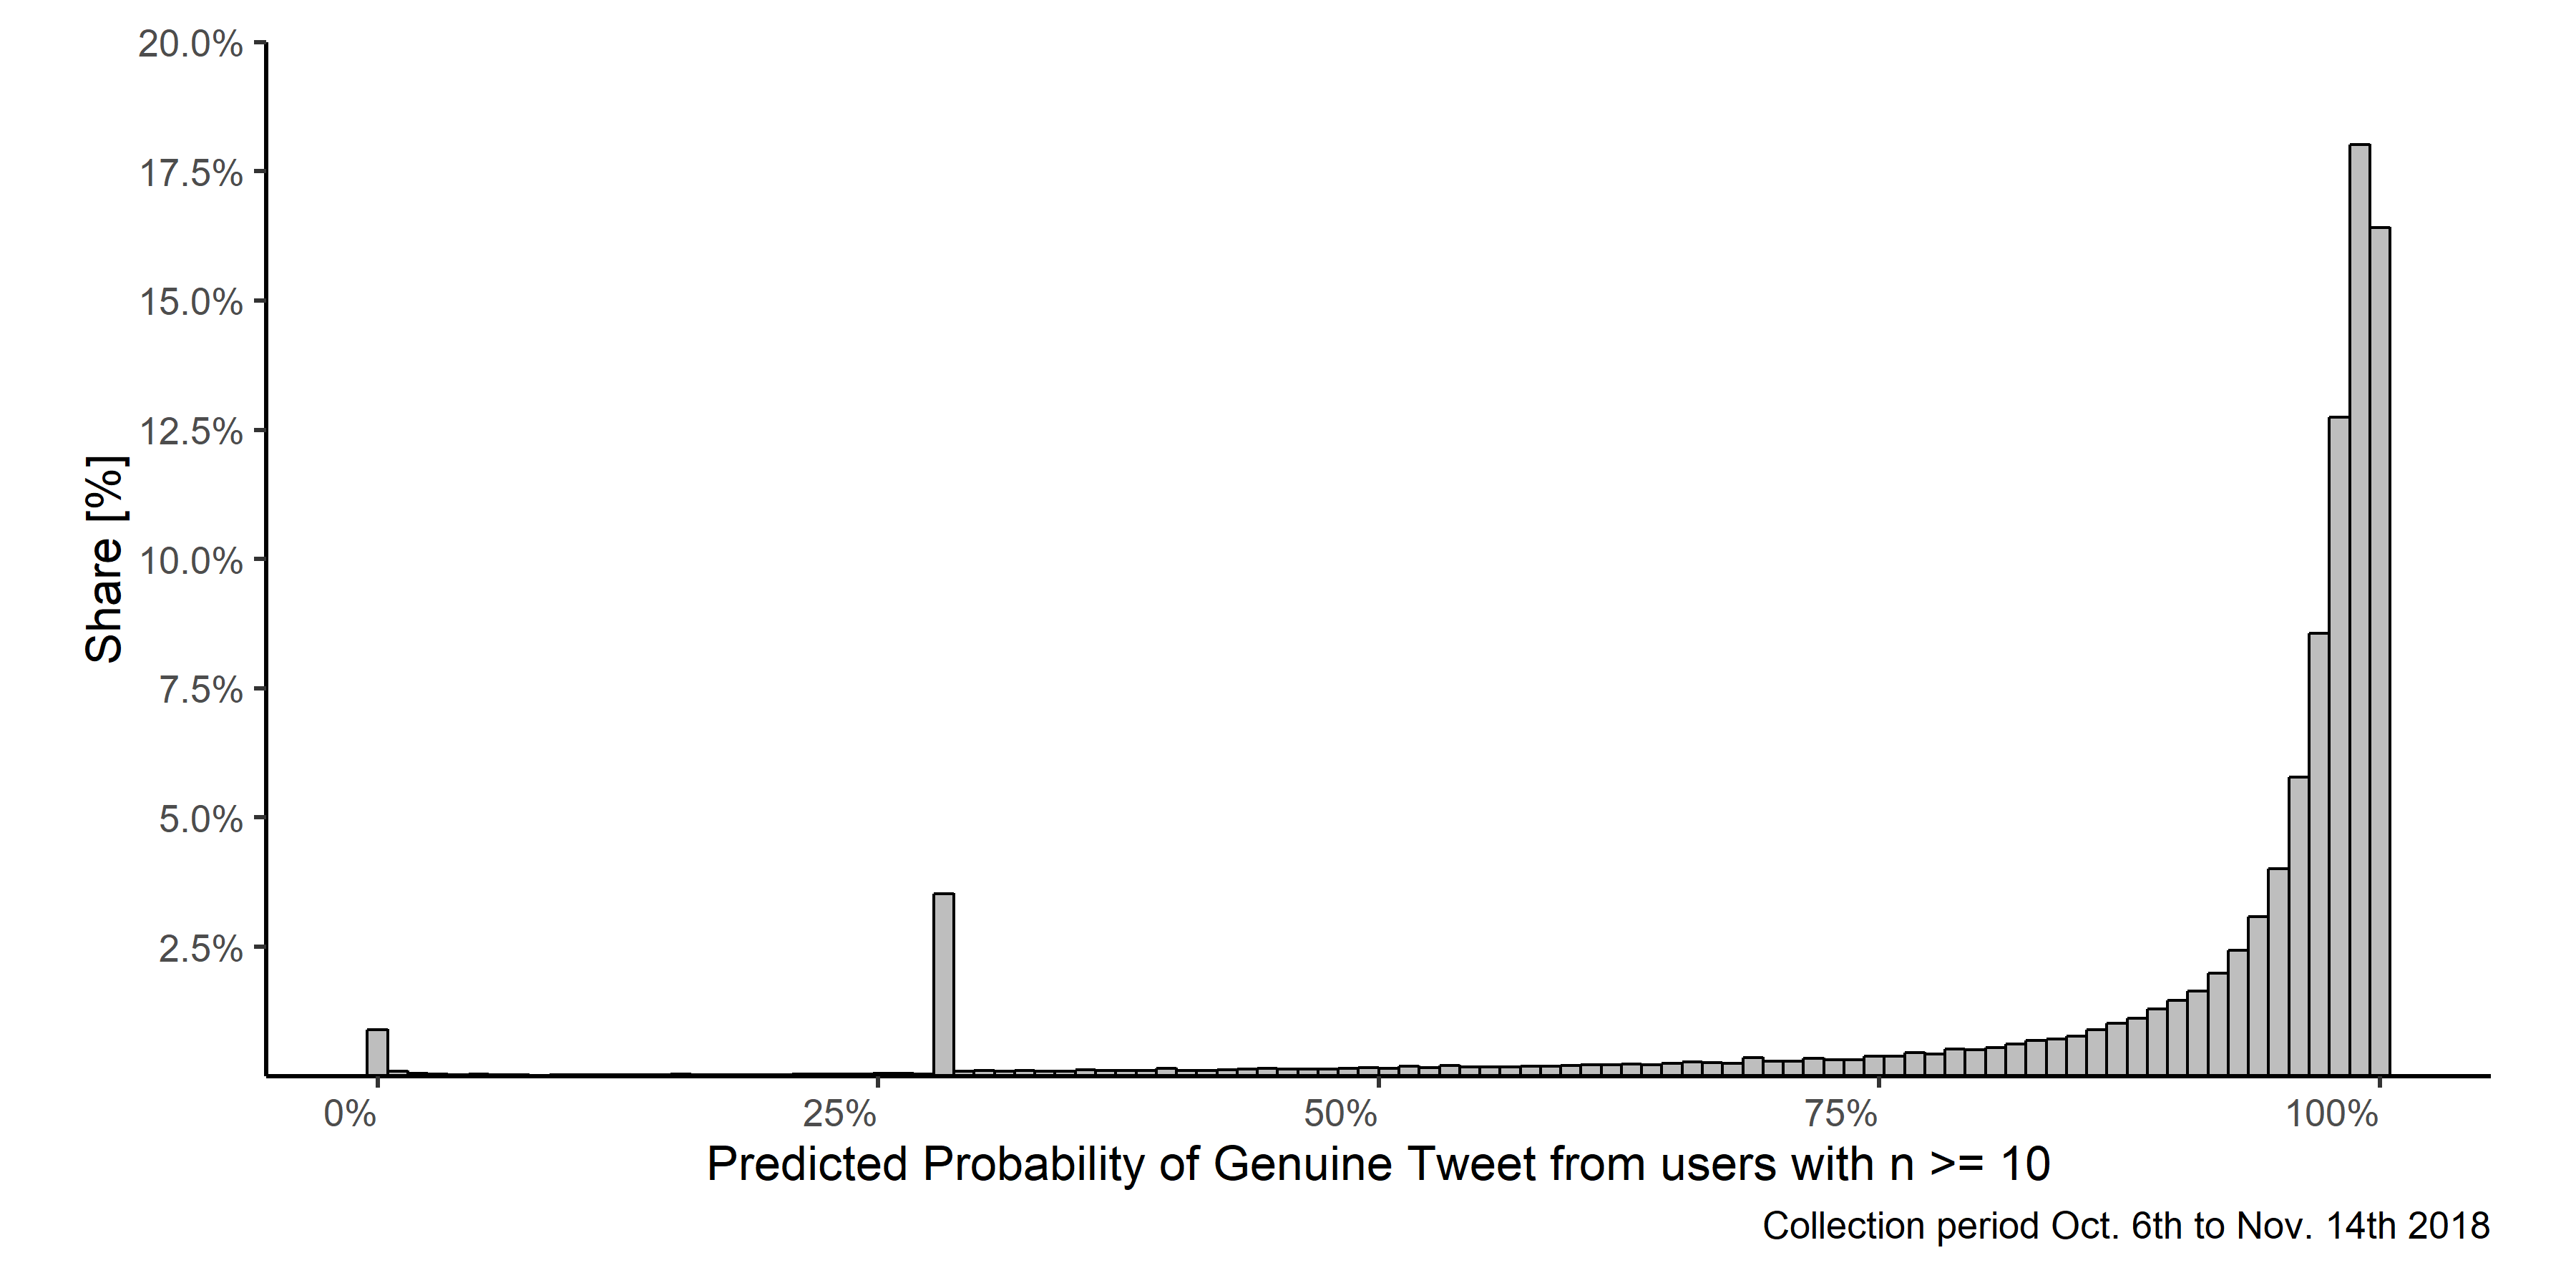 20.0%
17.5%
15.0%
12.5%
10.0%
7.5%
5.0%
2.5%
Share [%]
0% 25% 50% 75% 100%
Predicted Probability of Genuine Tweet from users with n >= 10
Collection period Oct. 6th to Nov. 14th 2018